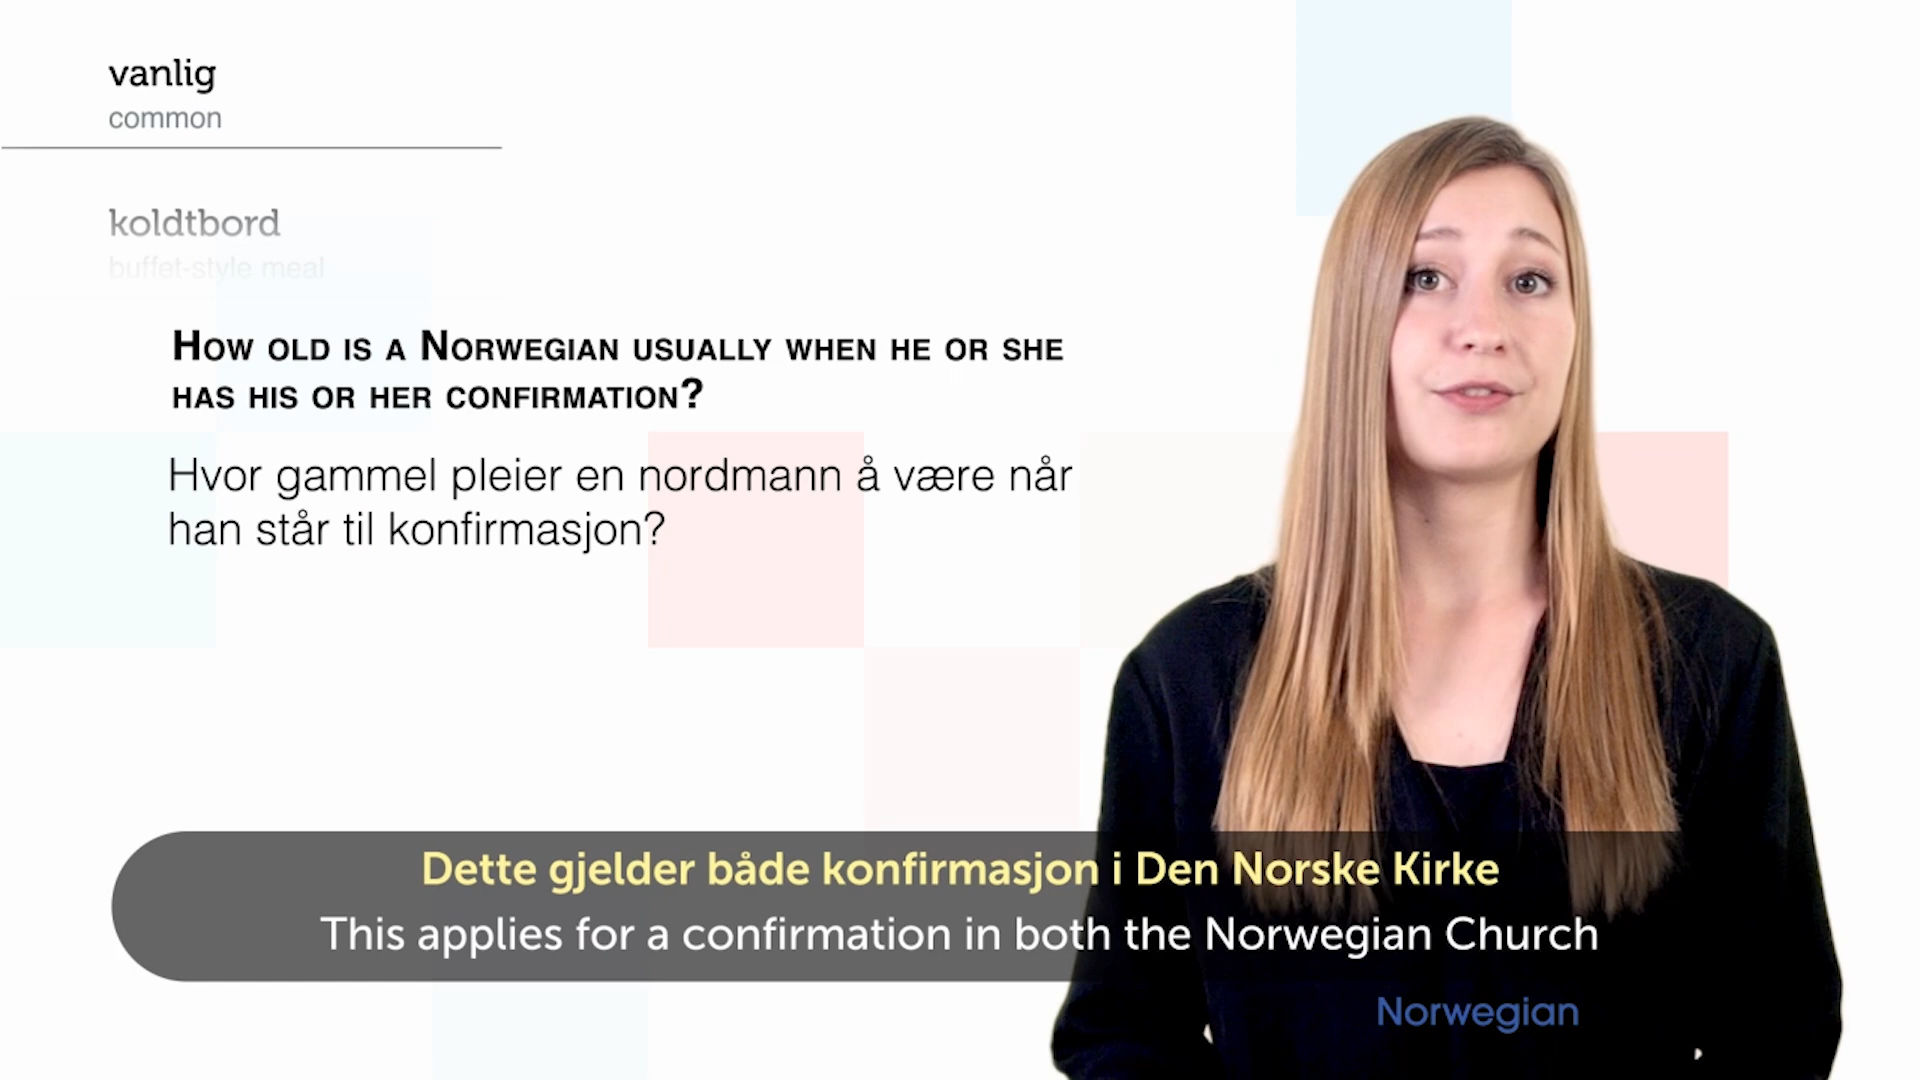 vanlig
common
koldtbord
buffet-style meal
How old is a Norwegian usually when he or she
has his or her confirmation?
Hvor gammel pleier en nordmann å være når
han står til konfirmasjon?
Dette gjelder både konfirmasjon i Den Norske Kirke
This applies for a confirmation in both the Norwegian Church
Norwegian